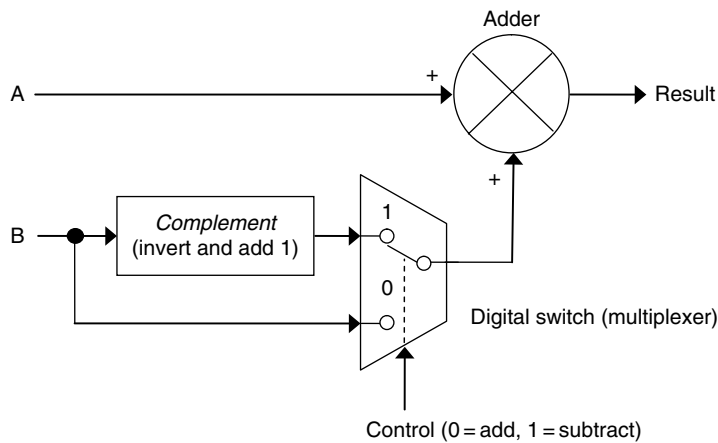 Adder
+
A
Result
+
B
Complement
(invert and add 1)
1
0
Digital switch (multiplexer)
Control (0 = add, 1 = subtract)